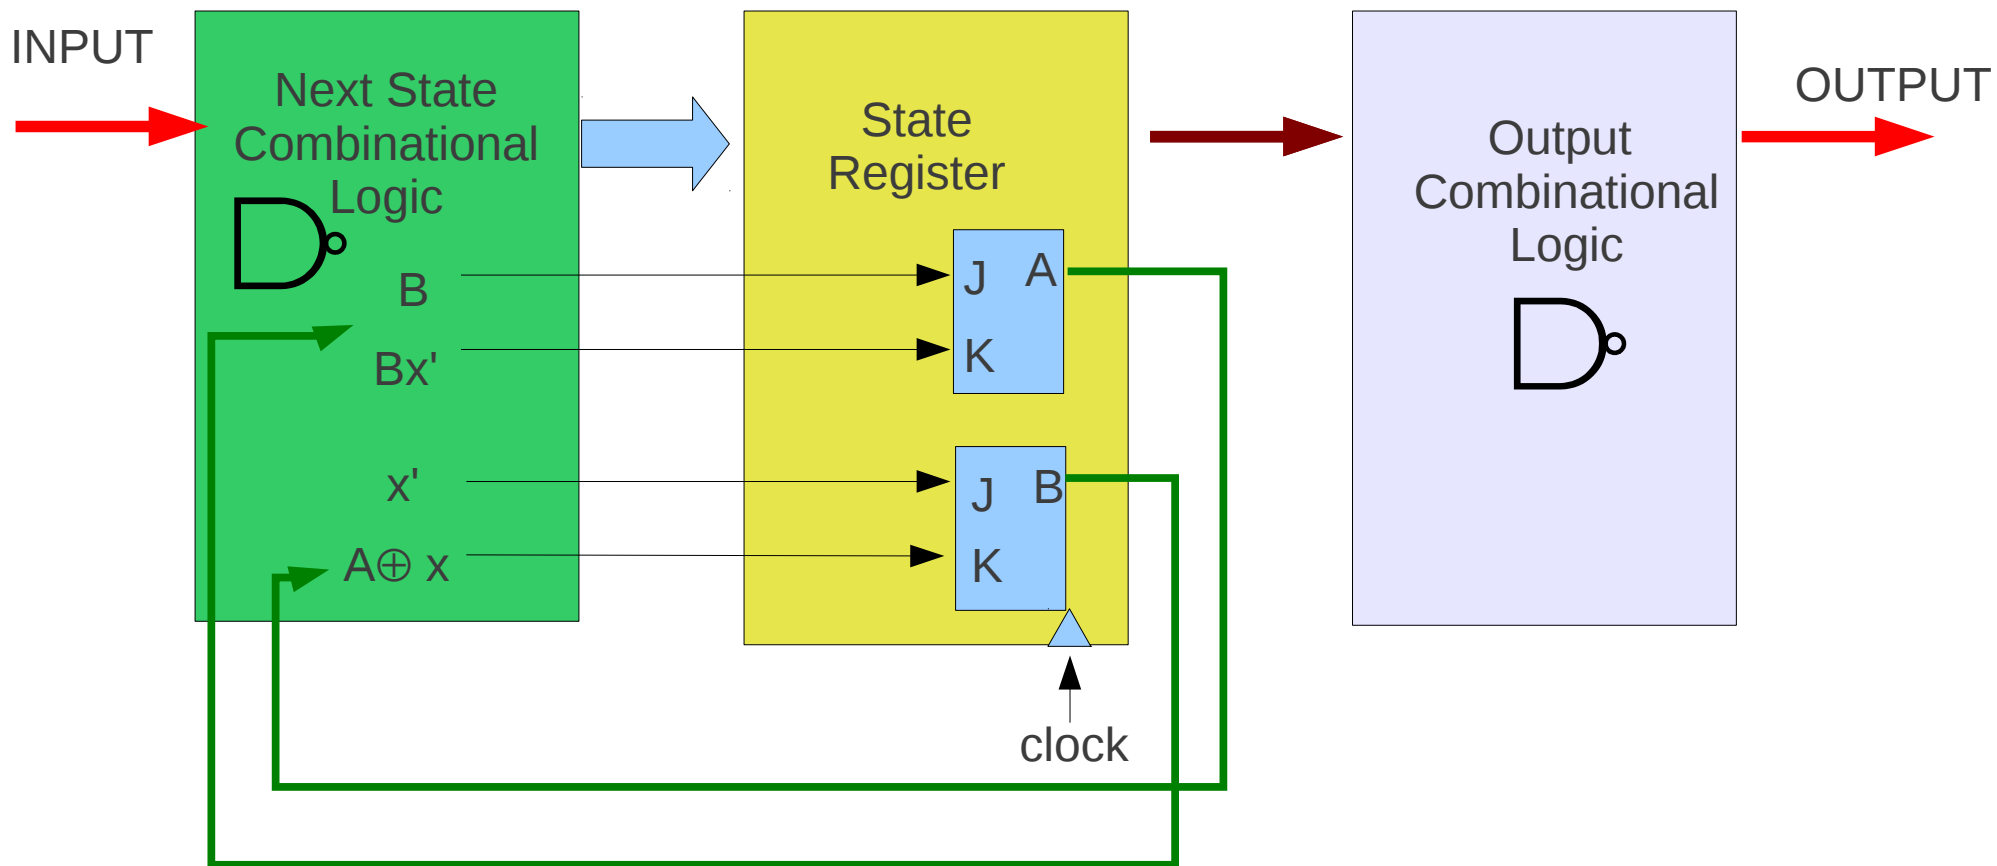 INPUT
Next State
Combinational
Logic
B
Bx'
x'
A⊕ x
State
Register
J A
K
J B
K
clock
Output
Combinational
Logic
OUTPUT